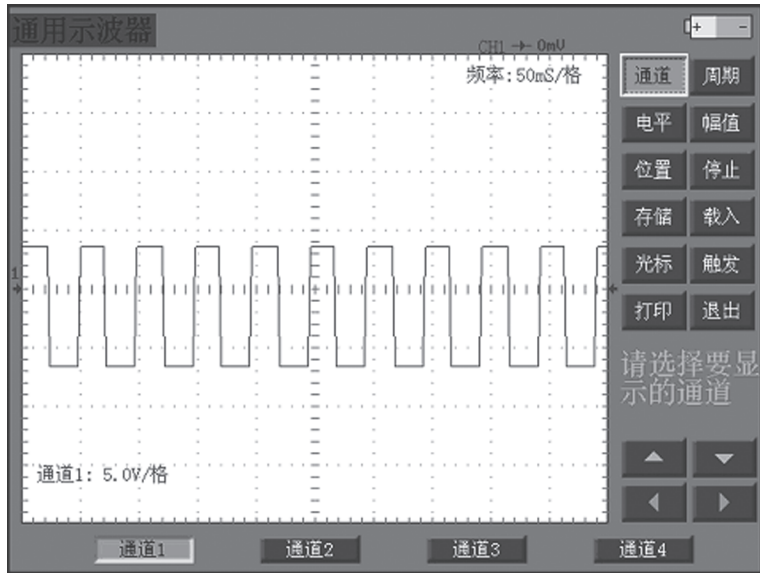 通用示波器
+ -
CH1 0mV
频率:50mS/格
通道 周期
电平 幅值
位置 停止
存储 载入
光标 触发
打印 退出
1
请选择要显
示的通道
通道1: 5.0V/格
通道1 通道2 通道3 通道4